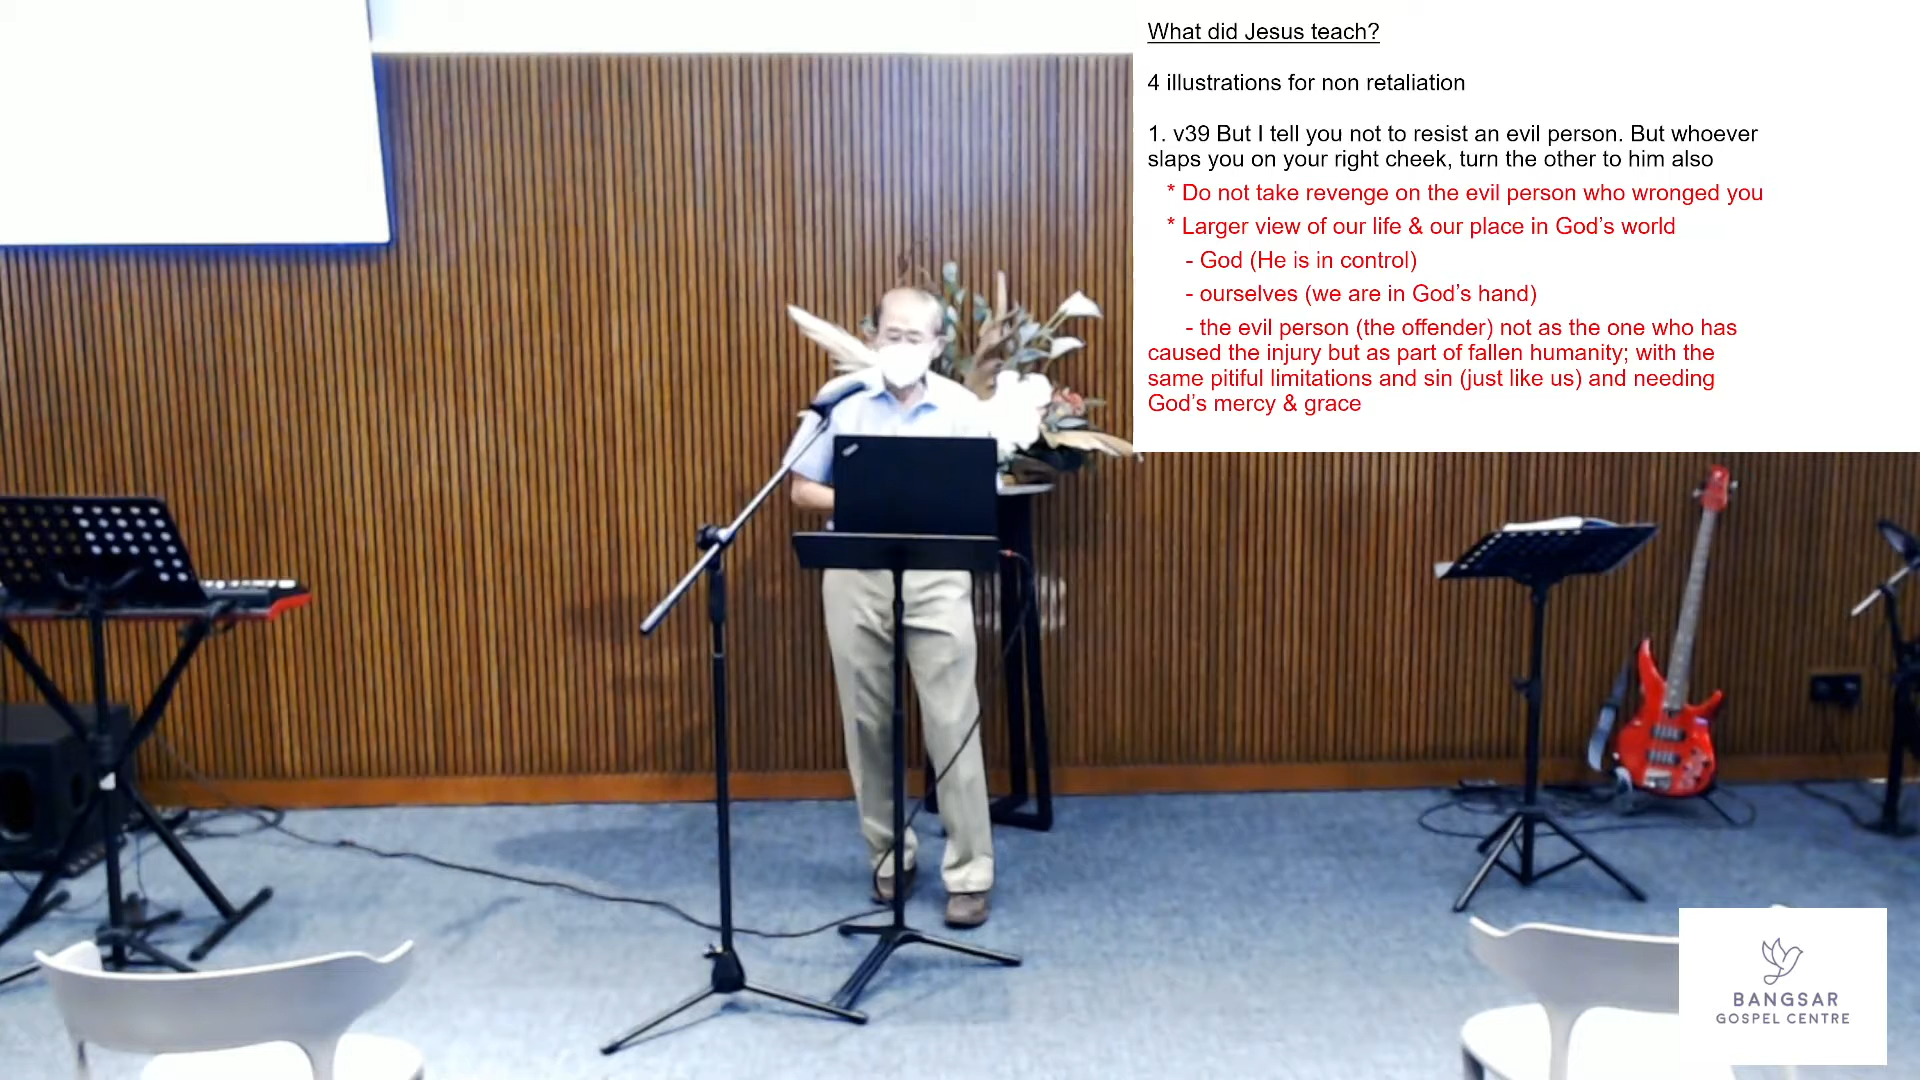 What did Jesus teach?
4 illustrations for non retaliation
1. v39 But I tell you not to resist an evil person. But whoever
slaps you on your right cheek, turn the other to him also
* Do not take revenge on the evil person who wronged you
* Larger view of our life & our place in God’s world
- God (He is in control)
- ourselves (we are in God’s hand)
- the evil person (the offender) not as the one who has
caused the injury but as part of fallen humanity; with the
same pitiful limitations and sin (just like us) and needing
God’s mercy & grace
BANGSAR
GOSPEL CENTRE